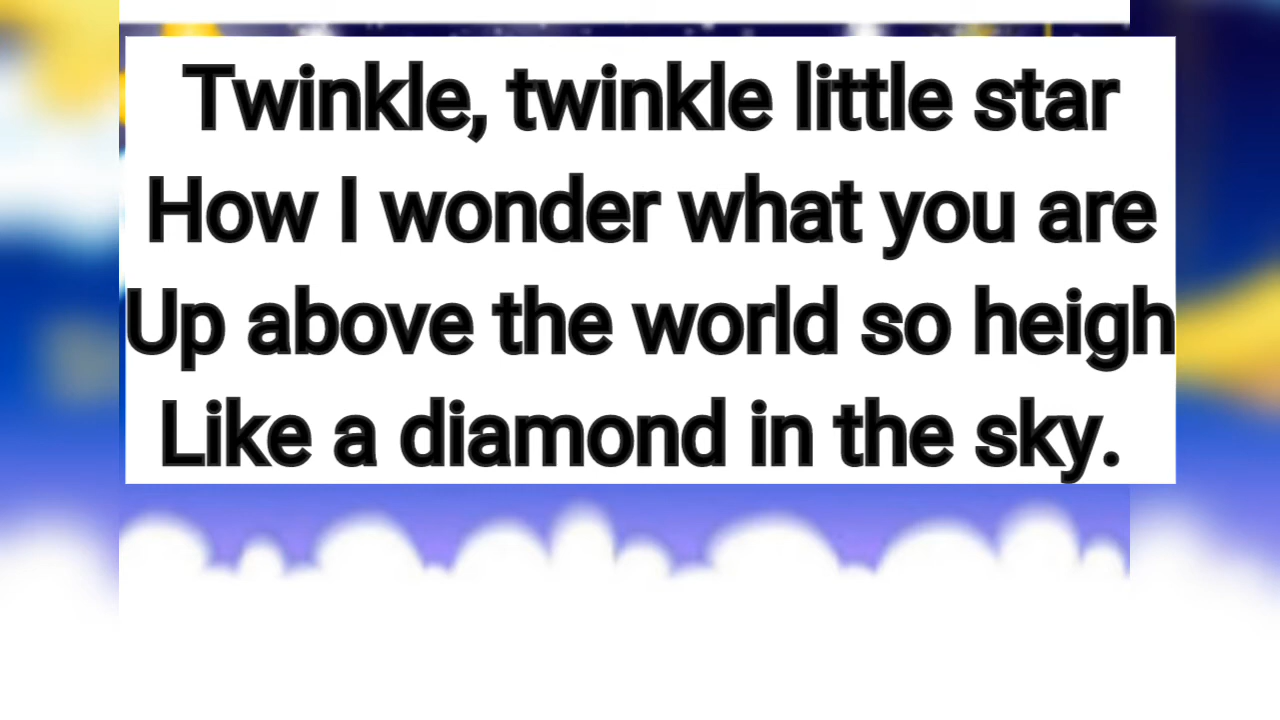 Twinkle, twinkle little star
How I wonder what you are
Up above the world so heigh
Like a diamond in the sky.